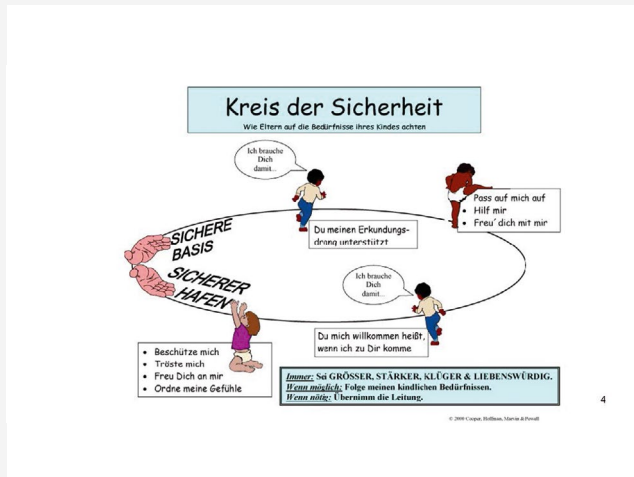 Kreis der Sicherheit
Wie Eltern auf die Bedürfnisse ihres Kindes achten
Ich brauche
Dich
damit...
Du meinen Erkundungs-
drang unterstützt
• Pass auf mich auf
• Hilf mir
• Freu´dich mit mir
SICHERE
BASIS
SICHERER
HAFEN
Ich brauche
Dich
damit...
Du mich willkommen heißt,
wenn ich zu Dir komme
• Beschütze mich
• Tröste mich
• Freu Dich an mir
• Ordne meine Gefühle
Immer: Sei GRÖSSER, STÄRKER, KLÜGER & LIEBENSWÜRDIG.
Wenn möglich: Folge meinen kindlichen Bedürfnissen.
Wenn nötig: Übernimm die Leitung.
4
© 2000 Cooper, Hoffman, Marvin & Powell